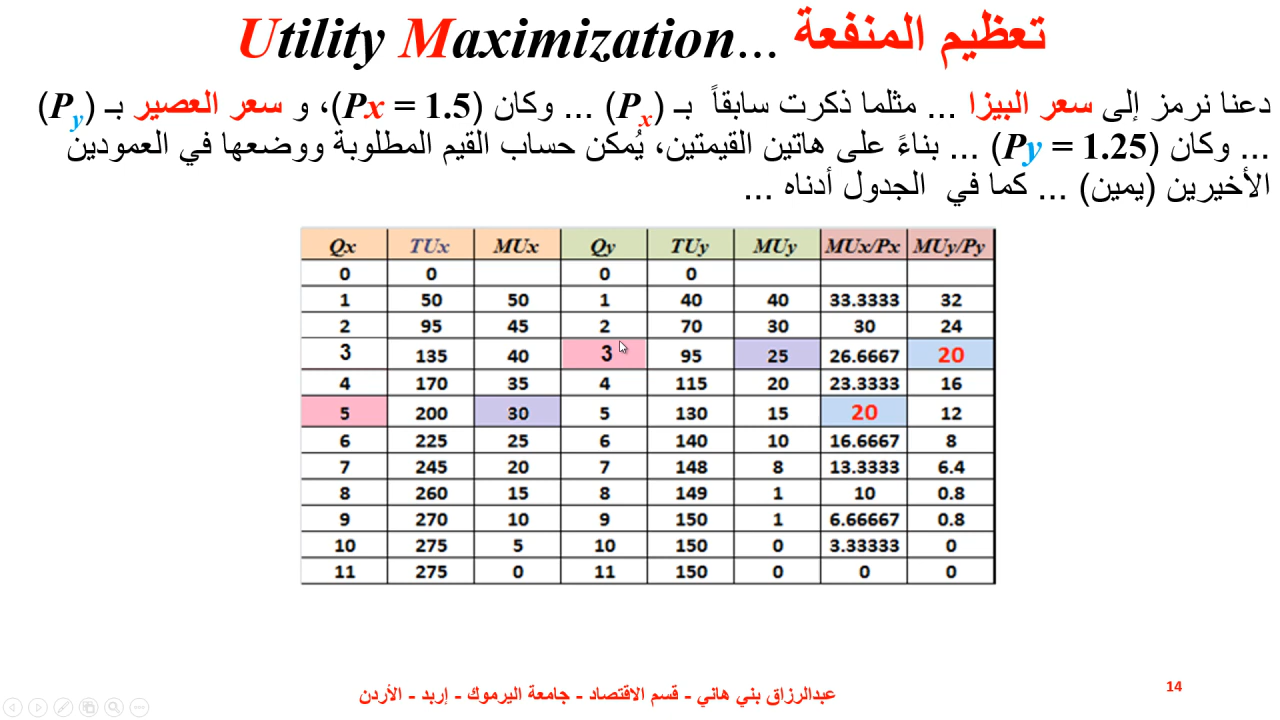 تعظيم المنفعة ...Utility Maximization
دعنا نرمز إلى سعر البيزا ... مثلما ذكرت سابقاً بـ (Px) ... وكان (Px = 1.5)، و سعر العصير بـ (Py)
... وكان (Py = 1.25) ... بناءً على هاتين القيمتين، يُمكن حساب القيم المطلوبة ووضعها في العمودين
الأخيرين (يمين) ... كما في الجدول أدناه ...
Qx TUx MUx Qy TUy MUy MUx/Px MUy/Py
0 0 0 0
1 50 50 1 40 40 33.3333 32
2 95 45 2 70 30 30 24
3 135 40 3 95 25 26.6667 20
4 170 35 4 115 20 23.3333 16
5 200 30 5 130 15 20 12
6 225 25 6 140 10 16.6667 8
7 245 20 7 148 8 13.3333 6.4
8 260 15 8 149 1 10 0.8
9 270 10 9 150 1 6.66667 0.8
10 275 5 10 150 0 3.33333 0
11 275 0 11 150 0 0 0
عبدالرزاق بني هاني - قسم الاقتصاد - جامعة اليرموك - إربد - الأردن
14